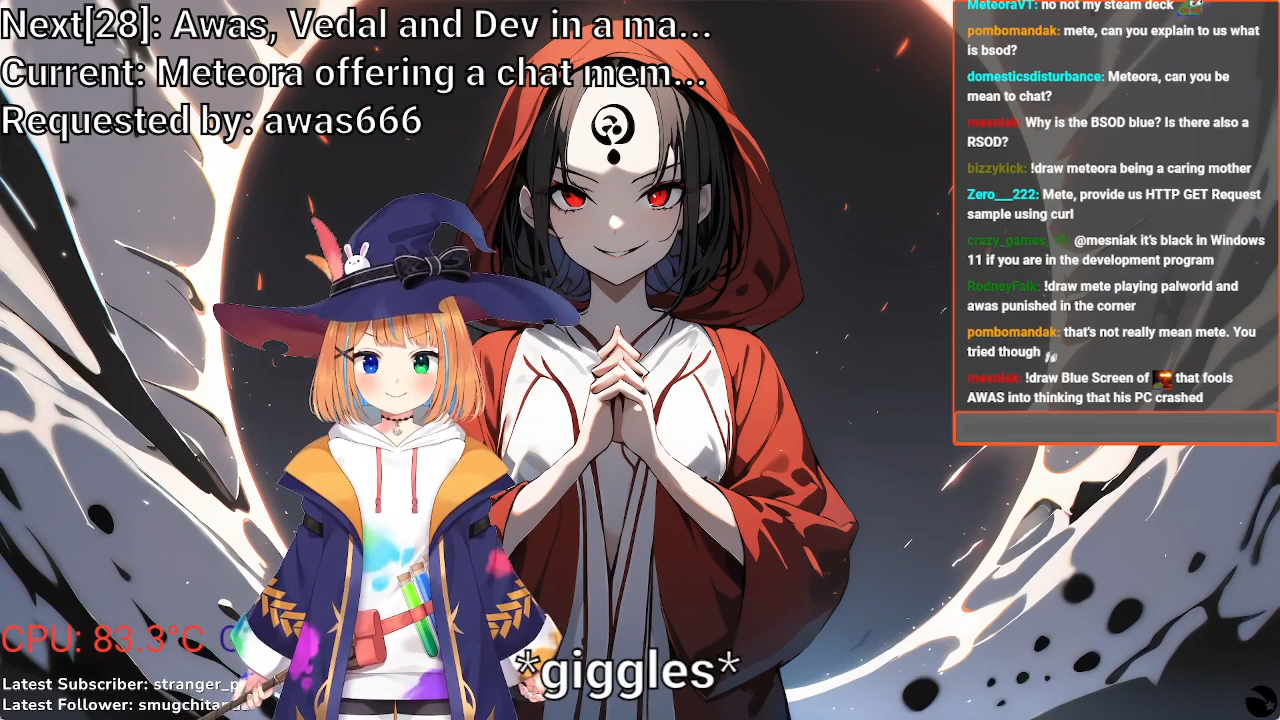 Next[28]: Awas, Vedal and Dev in a ma...
Current: Meteora offering a chat mem...
Requested by: awas666
MeteoraVT: no not my steam deck
pombomandak: mete, can you explain to us what
is bsod?
domesticsdisturbance: Meteora, can you be
mean to chat?
mesniak: Why is the BSOD blue? Is there also a
RSOD?
bizzykick: !draw meteora being a caring mother
Zero___222: Mete, provide us HTTP GET Request
sample using curl
@mesniak it's black in Windows
11 if you are in the development program
RodneyFalk: !draw mete playing palworld and
awas punished in the corner
pombomandak: that's not really mean mete. You
tried though
mesniak: !draw Blue Screen of that fools
AWAS into thinking that his PC crashed
CPU: 83.3°C
*giggles*
Latest Subscriber:
Latest Follower: